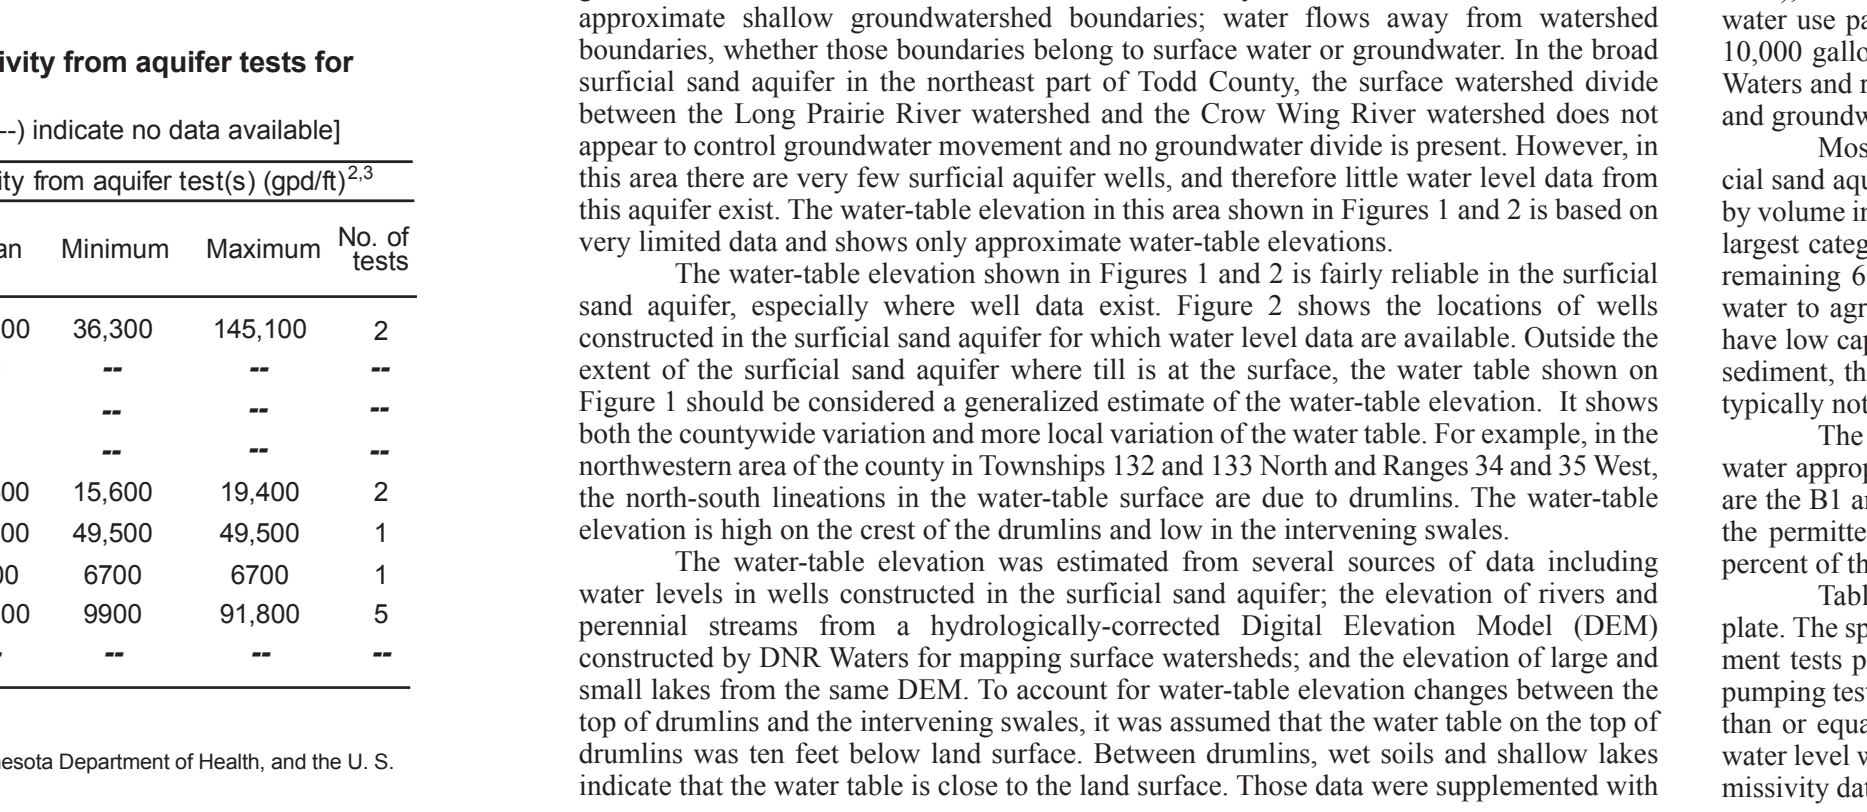 ivity from aquifer tests for
--) indicate no data available]
ity from aquifer test(s) (gpd/ft)2,3
an Minimum Maximum No. of tests
00 36,300 145,100 2
-- -- --
-- -- --
-- -- --
00 15,600 19,400 2
00 49,500 49,500 1
00 6700 6700 1
00 9900 91,800 5
- -- -- --
nesota Department of Health, and the U. S.
approximate shallow groundwatershed boundaries; water flows away from watershed
boundaries, whether those boundaries belong to surface water or groundwater. In the broad
surficial sand aquifer in the northeast part of Todd County, the surface watershed divide
between the Long Prairie River watershed and the Crow Wing River watershed does not
appear to control groundwater movement and no groundwater divide is present. However, in
this area there are very few surficial aquifer wells, and therefore little water level data from
this aquifer exist. The water-table elevation in this area shown in Figures 1 and 2 is based on
very limited data and shows only approximate water-table elevations.
The water-table elevation shown in Figures 1 and 2 is fairly reliable in the surficial
sand aquifer, especially where well data exist. Figure 2 shows the locations of wells
constructed in the surficial sand aquifer for which water level data are available. Outside the
extent of the surficial sand aquifer where till is at the surface, the water table shown on
Figure 1 should be considered a generalized estimate of the water-table elevation.  It shows
both the countywide variation and more local variation of the water table. For example, in the
northwestern area of the county in Townships 132 and 133 North and Ranges 34 and 35 West,
the north-south lineations in the water-table surface are due to drumlins. The water-table
elevation is high on the crest of the drumlins and low in the intervening swales.
The water-table elevation was estimated from several sources of data including
water levels in wells constructed in the surficial sand aquifer; the elevation of rivers and
perennial streams from a hydrologically-corrected Digital Elevation Model (DEM)
constructed by DNR Waters for mapping surface watersheds; and the elevation of large and
small lakes from the same DEM. To account for water-table elevation changes between the
top of drumlins and the intervening swales, it was assumed that the water table on the top of
drumlins was ten feet below land surface. Between drumlins, wet soils and shallow lakes
indicate that the water table is close to the land surface. Those data were supplemented with
water use pa
10,000 gallo
Waters and r
and groundw
Mos
cial sand aqu
by volume in
largest categ
remaining 6
water to agr
have low cap
sediment, th
typically not
The
water approp
are the B1 a
the permitte
percent of th
Tabl
plate. The sp
ment tests p
pumping test
than or equa
water level w
missivity dat